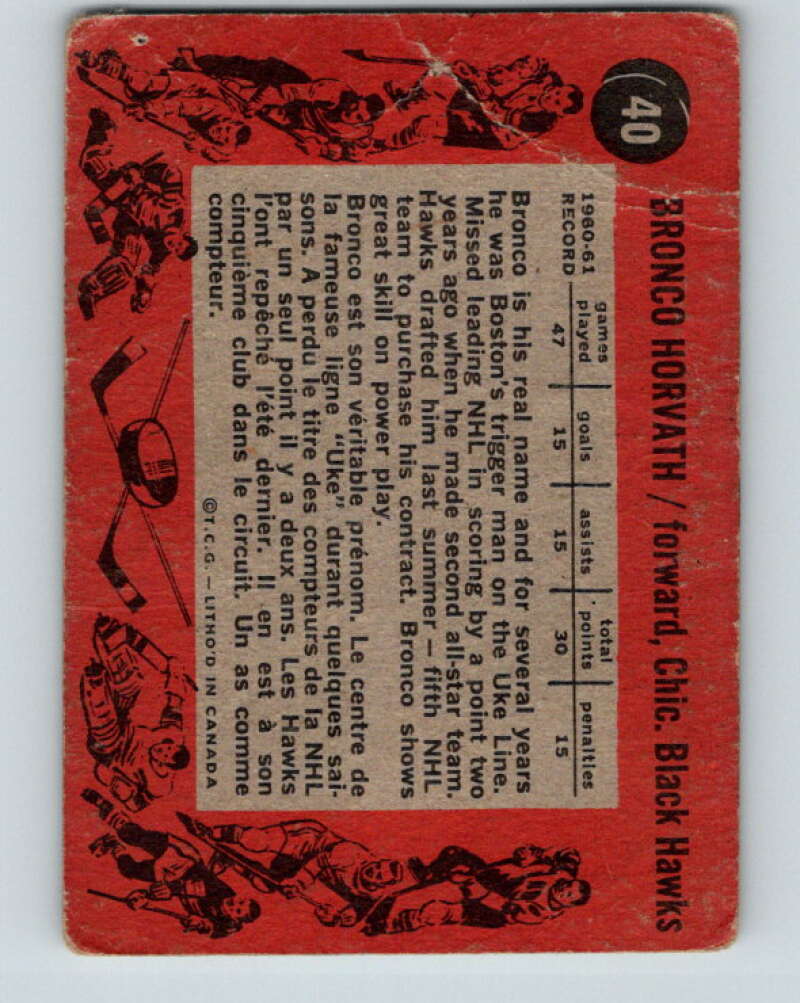 40
BRONCO HORVATH / forward, Chic. Black Hawks
1960-61 RECORD
games played goals assists total points penalties
47 15 15 30 15
Bronco is his real name and for several years
he was Boston's trigger man on the Uke Line.
Missed leading NHL in scoring by a point two
years ago when he made second all-star team.
Hawks drafted him last summer — fifth NHL
team to purchase his contract. Bronco shows
great skill on power play.
Bronco est son véritable prénom. Le centre de
la fameuse ligne "Uke" durant quelques sai-
sons. A perdu le titre des compteurs de la NHL
par un seul point il y a deux ans. Les Hawks
l'ont repêché l'été dernier. Il en est à son
cinquième club dans le circuit. Un as comme
compteur.
©T.C.G. — LITHO'D IN CANADA